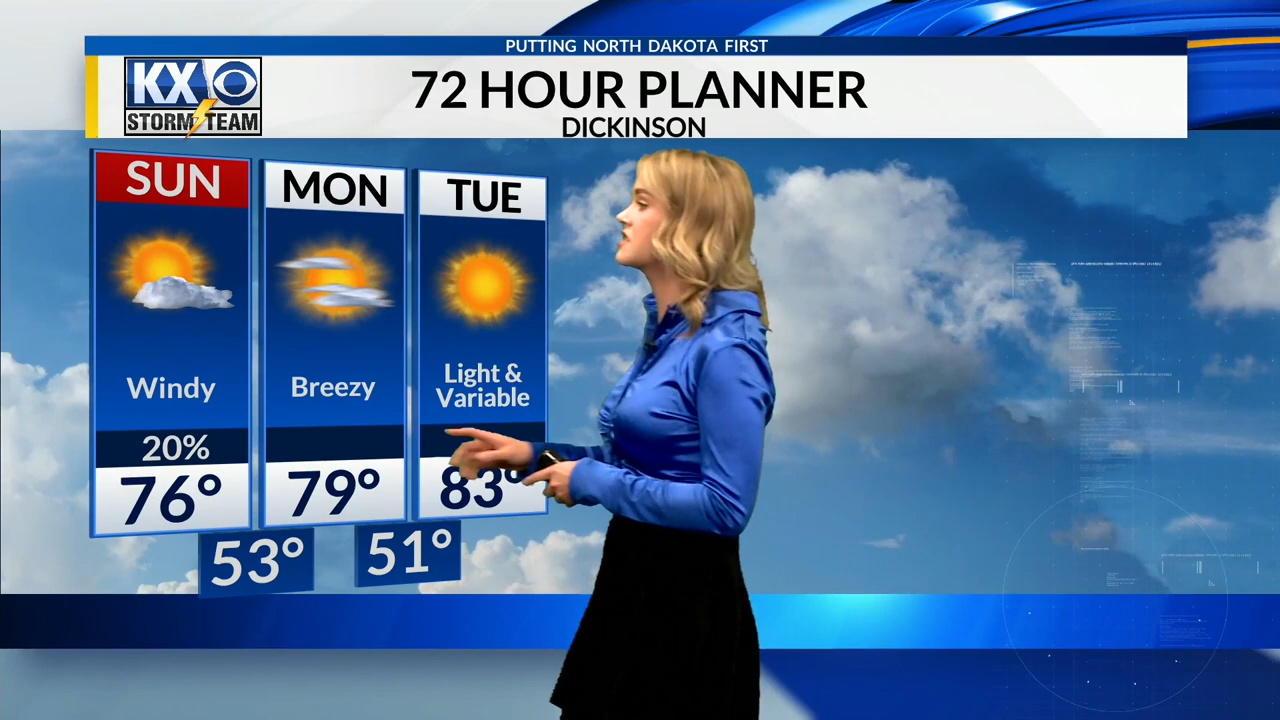 PUTTING NORTH DAKOTA FIRST
KX
STORM TEAM
72 HOUR PLANNER
DICKINSON
SUN
MON
TUE
Windy
Breezy
Light &
Variable
20%
76°
79°
83°
53°
51°